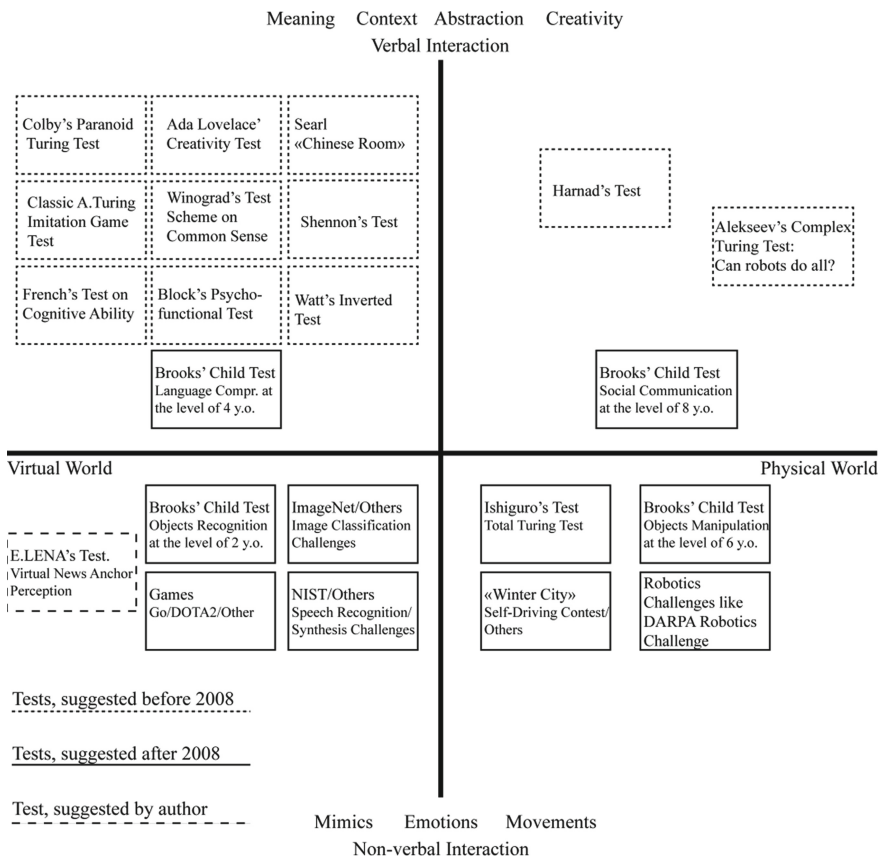 Meaning Context Abstraction Creativity
Verbal Interaction
Colby’s Paranoid
Turing Test
Ada Lovelace’
Creativity Test
Searl
«Chinese Room»
Classic A.Turing
Imitation Game
Test
Winograd’s Test
Scheme on
Common Sense
Shennon’s Test
French’s Test on
Cognitive Ability
Block’s Psycho-
functional Test
Watt’s Inverted
Test
Brooks’ Child Test
Language Compr. at
the level of 4 y.o.
Harnad’s Test
Alekseev’s Complex
Turing Test:
Can robots do all?
Brooks’ Child Test
Social Communication
at the level of 8 y.o.
Virtual World
Physical World
E.LENA’s Test.
Virtual News Anchor
Perception
Brooks’ Child Test
Objects Recognition
at the level of 2 y.o.
ImageNet/Others
Image Classification
Challenges
Games
Go/DOTA2/Other
NIST/Others
Speech Recognition/
Synthesis Challenges
Ishiguro’s Test
Total Turing Test
Brooks’ Child Test
Objects Manipulation
at the level of 6 y.o.
«Winter City»
Self-Driving Contest/
Others
Robotics
Challenges like
DARPA Robotics
Challenge
Tests, suggested before 2008
Tests, suggested after 2008
Test, suggested by author
Mimics Emotions Movements
Non-verbal Interaction